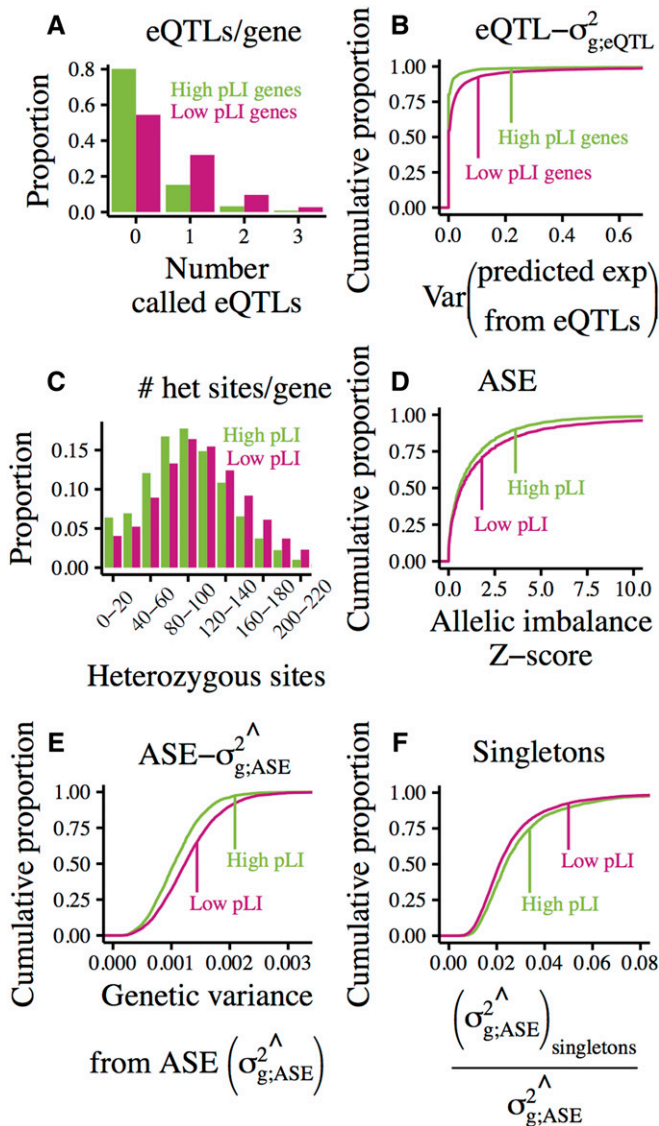 A
eQTLs/gene
Proportion
0.8
0.6
0.4
0.2
0.0
High pLI genes
Low pLI genes
0 1 2 3
Number
called eQTLs
B
eQTL−σ²g;eQTL
Cumulative proportion
1.00
0.75
0.50
0.25
0.00
High pLI genes
Low pLI genes
0.0 0.2 0.4 0.6
Var(predicted exp
from eQTLs)
C
# het sites/gene
Proportion
0.15
0.10
0.05
0.00
High pLI
Low pLI
0−20 40−60 80−100 120−140 160−180 200−220
Heterozygous sites
D
ASE
Cumulative proportion
1.00
0.75
0.50
0.25
0.00
High pLI
Low pLI
0.0 2.5 5.0 7.5 10.0
Allelic imbalance
Z−score
E
ASE−σ²^g;ASE
Cumulative proportion
1.00
0.75
0.50
0.25
0.00
High pLI
Low pLI
0.000 0.001 0.002 0.003
Genetic variance
from ASE (σ²^g;ASE)
F
Singletons
Cumulative proportion
1.00
0.75
0.50
0.25
0.00
Low pLI
High pLI
0.00 0.02 0.04 0.06 0.08
(σ²^g;ASE)singletons
σ²^g;ASE